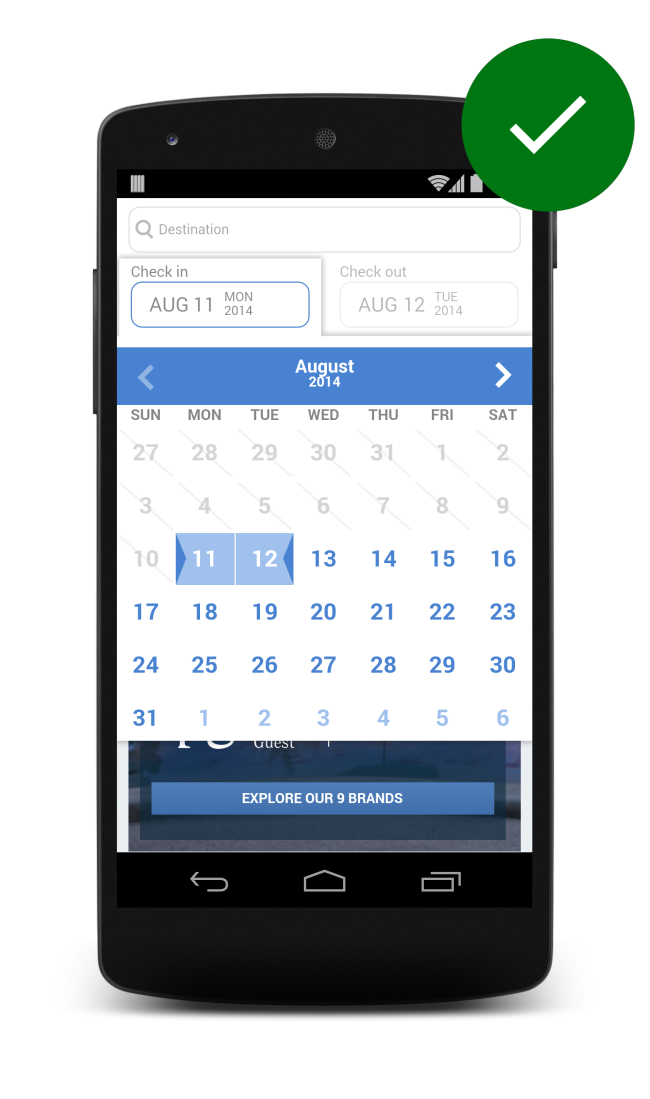 Destination
Check in
Check out
AUG 11 MON 2014
AUG 12 TUE 2014
August
2014
SUN MON TUE WED THU FRI SAT
27 28 29 30 31 1 2
3 4 5 6 7 8 9
10 11 12 13 14 15 16
17 18 19 20 21 22 23
24 25 26 27 28 29 30
31 1 2 3 4 5 6
Guest
EXPLORE OUR 9 BRANDS